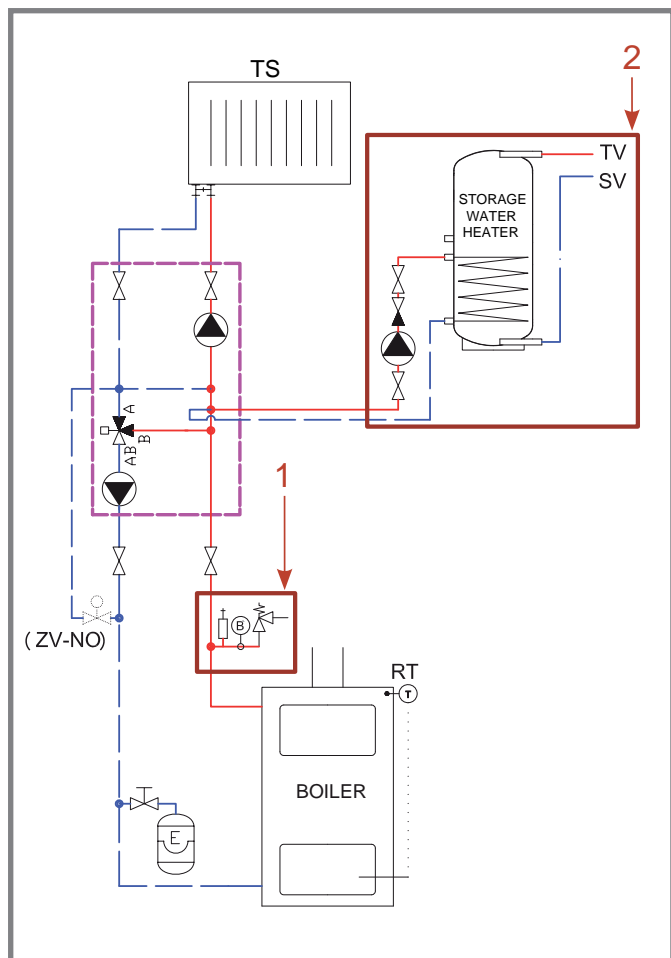 2
TS
TV
SV
STORAGE
WATER
HEATER
A
B
AB
1
B
(ZV-NO)
RT
T
BOILER
E